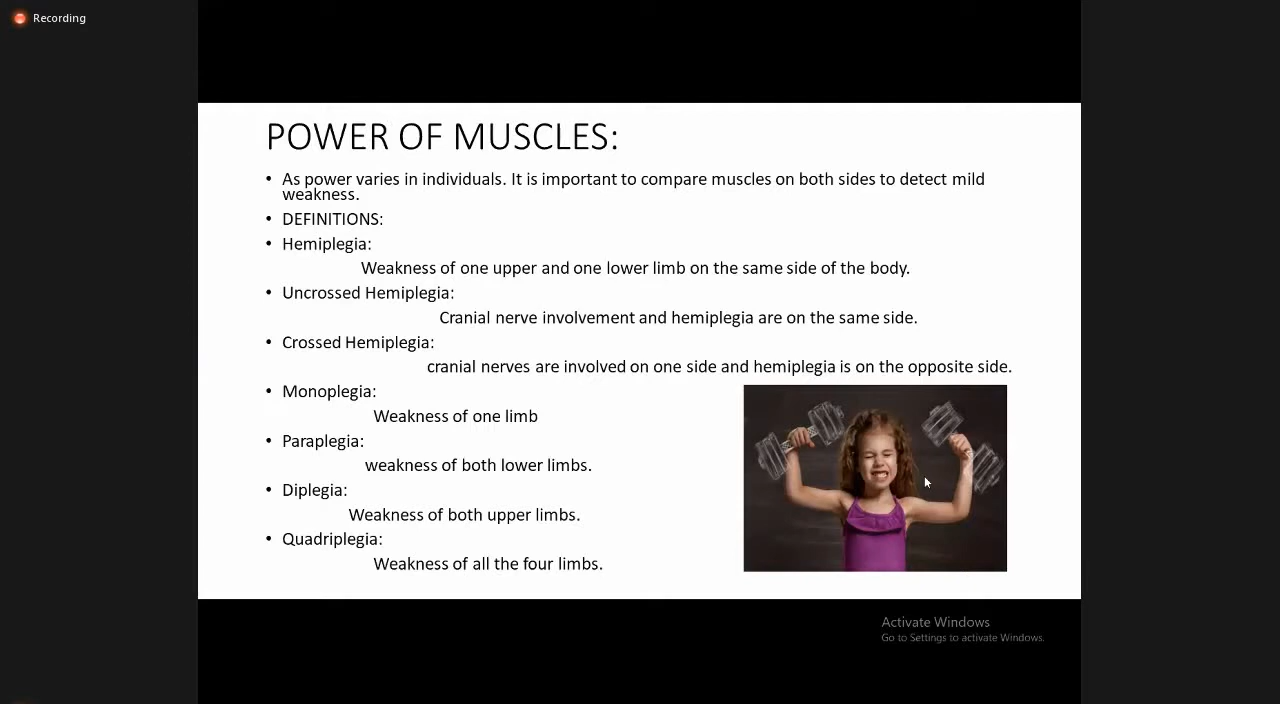 Recording
POWER OF MUSCLES:
• As power varies in individuals. It is important to compare muscles on both sides to detect mild
weakness.
• DEFINITIONS:
• Hemiplegia:
Weakness of one upper and one lower limb on the same side of the body.
• Uncrossed Hemiplegia:
Cranial nerve involvement and hemiplegia are on the same side.
• Crossed Hemiplegia:
cranial nerves are involved on one side and hemiplegia is on the opposite side.
• Monoplegia:
Weakness of one limb
• Paraplegia:
weakness of both lower limbs.
• Diplegia:
Weakness of both upper limbs.
• Quadriplegia:
Weakness of all the four limbs.
Activate Windows
Go to Settings to activate Windows.